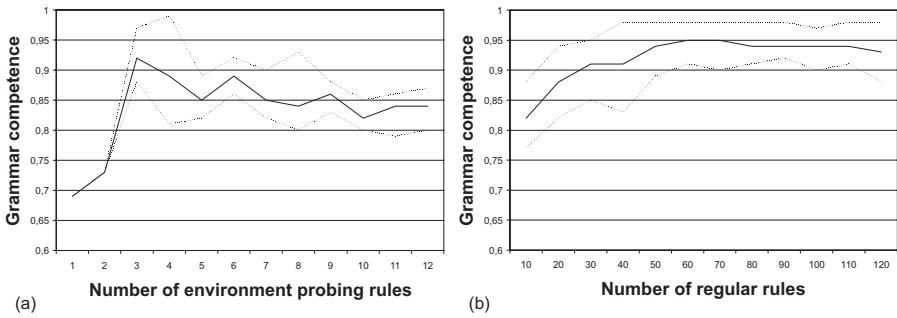 Grammar competence
1
0,95
0,9
0,85
0,8
0,75
0,7
0,65
0,6
1 2 3 4 5 6 7 8 9 10 11 12
Number of environment probing rules
(a)
Grammar competence
1
0,95
0,9
0,85
0,8
0,75
0,7
0,65
0,6
10 20 30 40 50 60 70 80 90 100 110 120
Number of regular rules
(b)